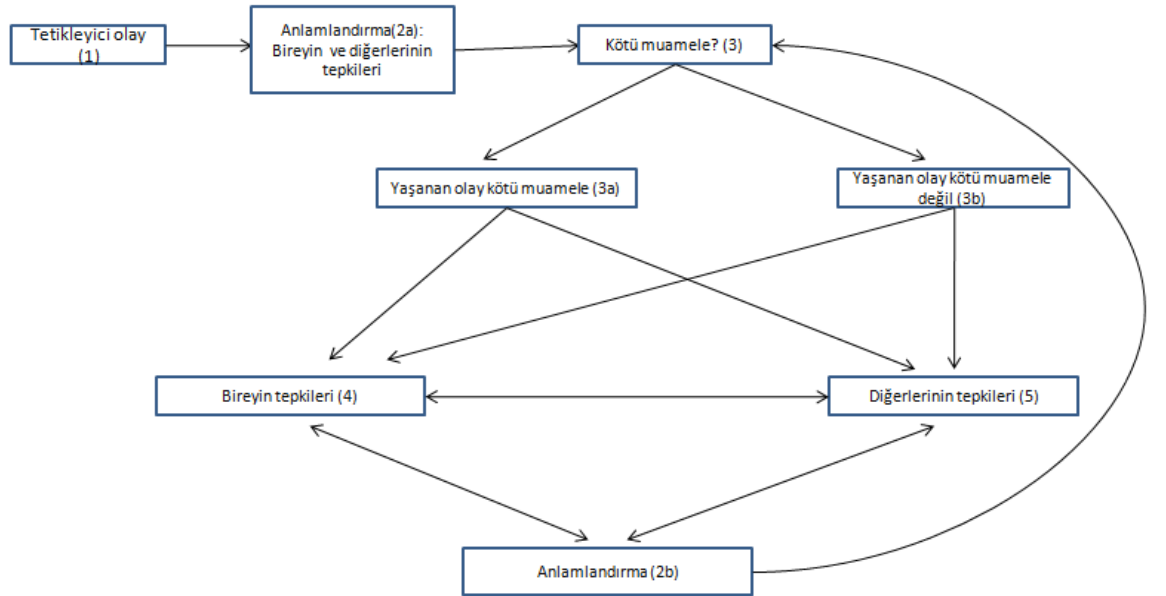 Tetikleyici olay
(1)
Anlamlandırma(2a):
Bireyin ve diğerlerinin
tepkileri
Kötü muamele? (3)
Yaşanan olay kötü muamele (3a)
Yaşanan olay kötü muamele
değil (3b)
Bireyin tepkileri (4)
Diğerlerinin tepkileri (5)
Anlamlandırma (2b)